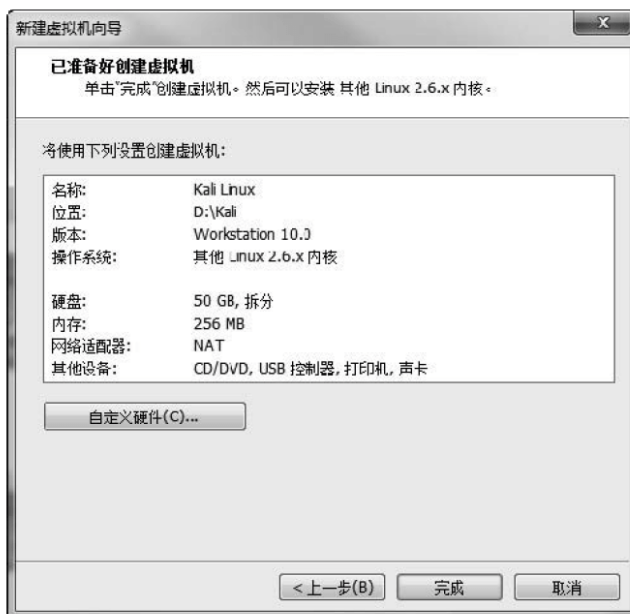 新建虚拟机向导
x
已准备好创建虚拟机
单击"完成"创建虚拟机。然后可以安装 其他 Linux 2.6.x 内核。
将使用下列设置创建虚拟机:
名称: Kali Linux
位置: D:\Kali
版本: Workstation 10.0
操作系统: 其他 Linux 2.6.x 内核
硬盘: 50 GB, 拆分
内存: 256 MB
网络适配器: NAT
其他设备: CD/DVD, USB 控制器, 打印机, 声卡
自定义硬件(C)...
< 上一步(B) 完成 取消